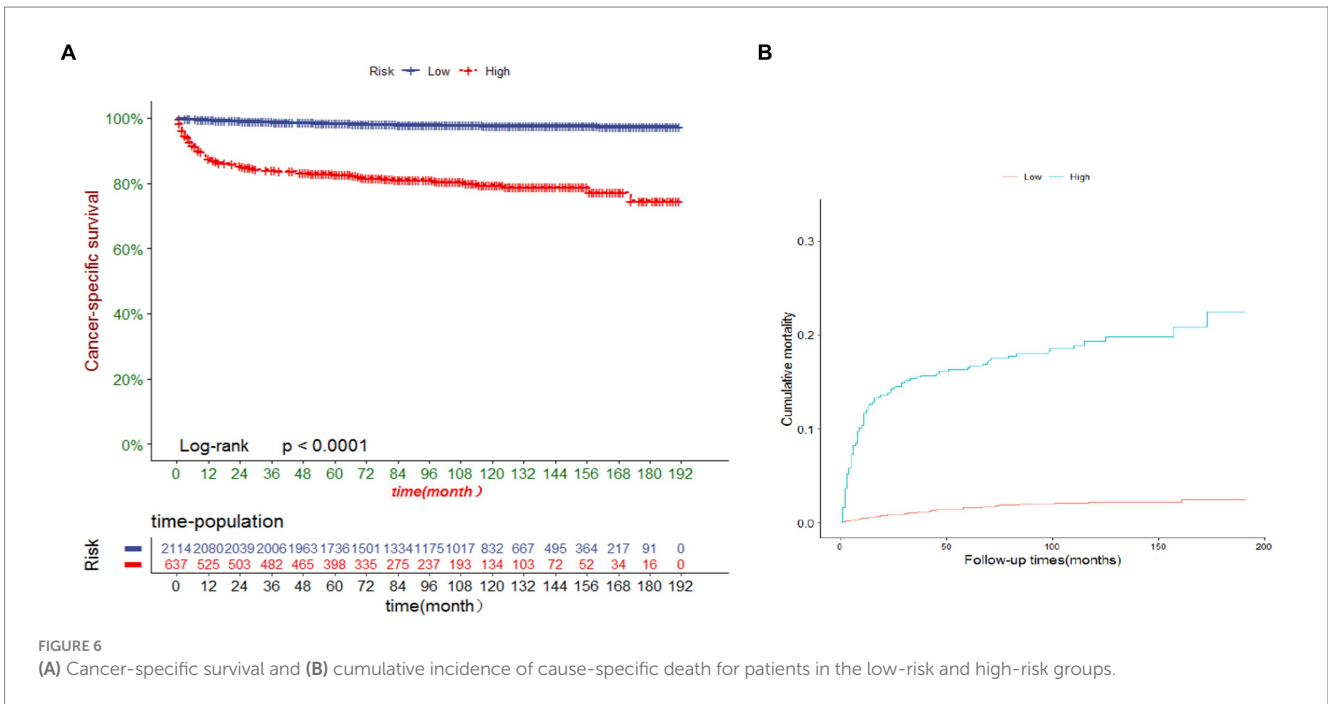 A
Risk Low High
100%
80%
60%
40%
20%
0%
Cancer-specific survival
Log-rank p < 0.0001
0 12 24 36 48 60 72 84 96 108 120 132 144 156 168 180 192
time(month)
time-population
Risk
2114 2080 2039 2006 1963 1736 1501 1334 1175 1017 832 667 495 364 217 91 0
637 525 503 482 465 398 335 275 237 193 134 103 72 52 34 16 0
0 12 24 36 48 60 72 84 96 108 120 132 144 156 168 180 192
time(month)
B
Low High
0.3
0.2
0.1
0.0
Cumulative mortality
0 50 100 150 200
Follow-up times(months)
FIGURE 6
(A) Cancer-specific survival and (B) cumulative incidence of cause-specific death for patients in the low-risk and high-risk groups.